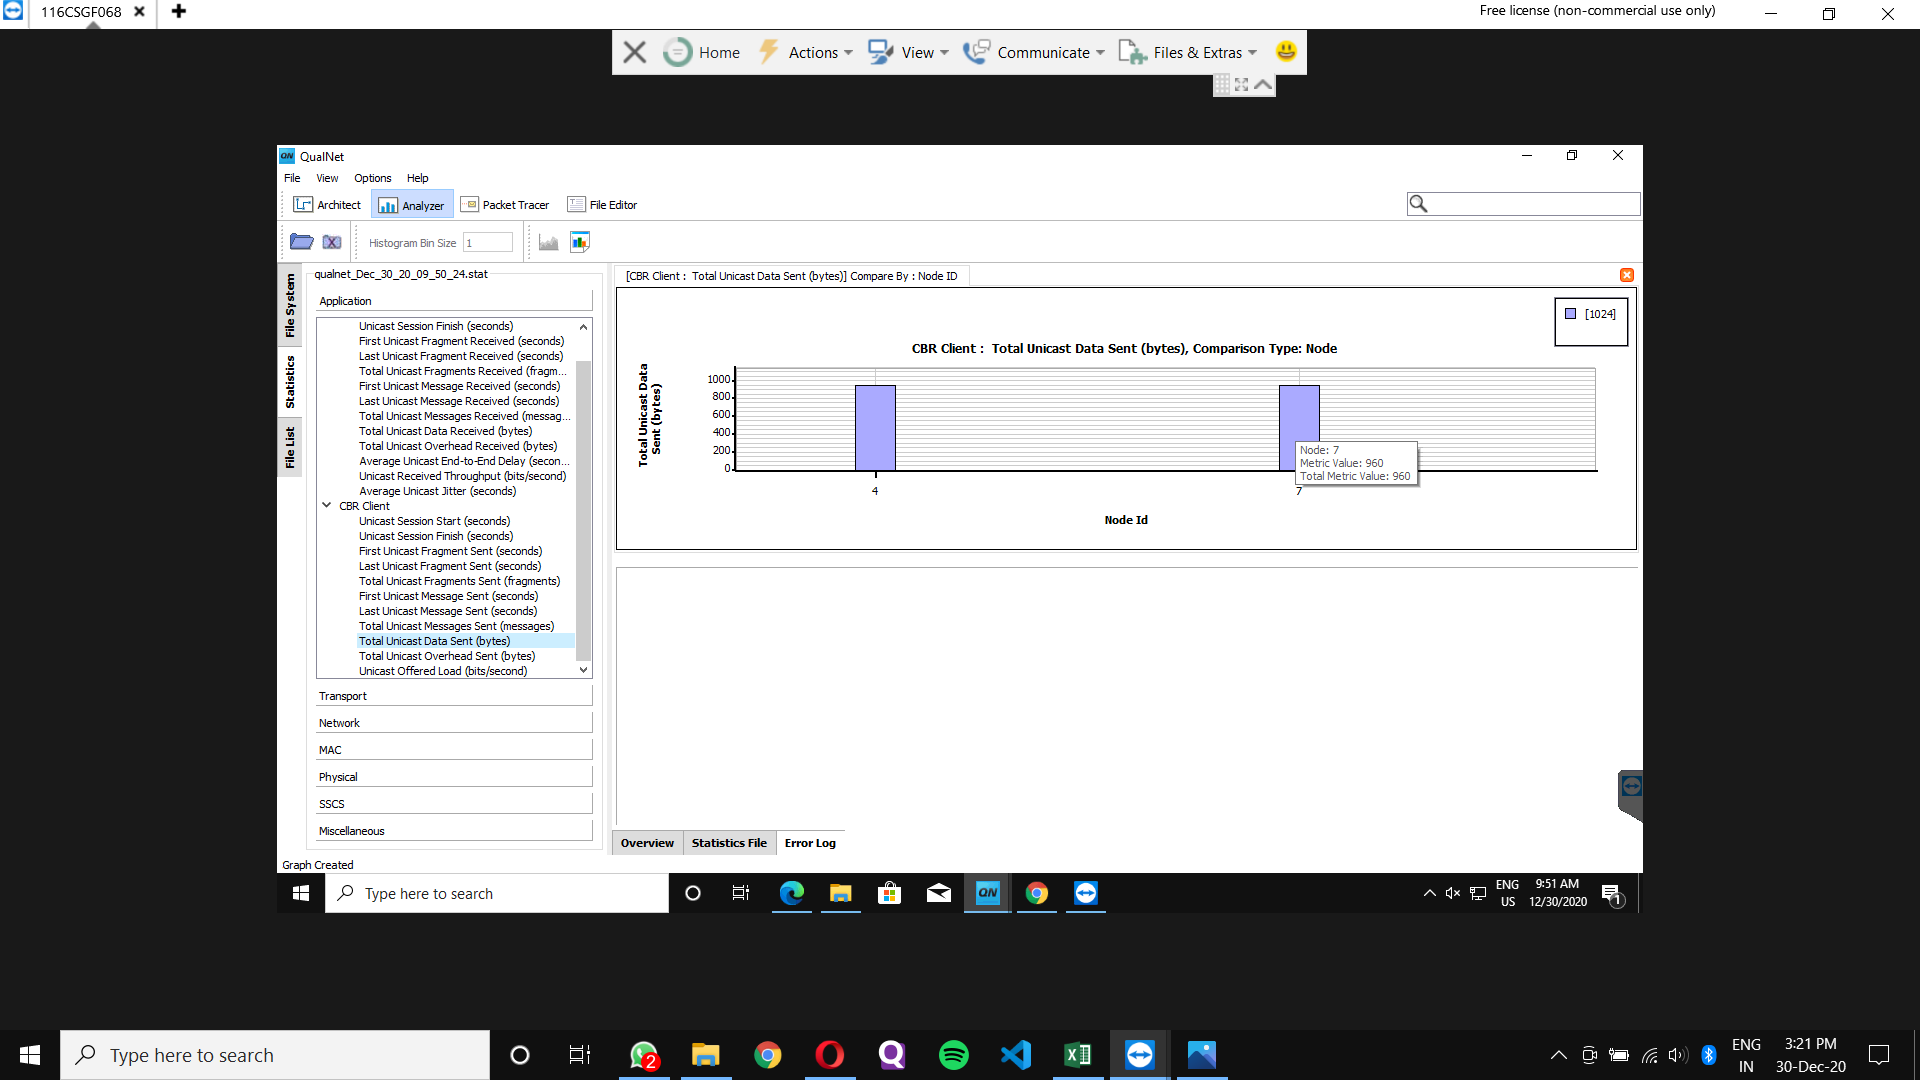 116CSGF068
Free license (non-commercial use only)
Home
Actions
View
Communicate
Files & Extras
QN QualNet
File View Options Help
Architect
Analyzer
Packet Tracer
File Editor
Histogram Bin Size 1
File System
Statistics
File List
qualnet_Dec_30_20_09_50_24.stat
Application
Unicast Session Finish (seconds)
First Unicast Fragment Received (seconds)
Last Unicast Fragment Received (seconds)
Total Unicast Fragments Received (fragm...
First Unicast Message Received (seconds)
Last Unicast Message Received (seconds)
Total Unicast Messages Received (messag...
Total Unicast Data Received (bytes)
Total Unicast Overhead Received (bytes)
Average Unicast End-to-End Delay (secon...
Unicast Received Throughput (bits/second)
Average Unicast Jitter (seconds)
CBR Client
Unicast Session Start (seconds)
Unicast Session Finish (seconds)
First Unicast Fragment Sent (seconds)
Last Unicast Fragment Sent (seconds)
Total Unicast Fragments Sent (fragments)
First Unicast Message Sent (seconds)
Last Unicast Message Sent (seconds)
Total Unicast Messages Sent (messages)
Total Unicast Data Sent (bytes)
Total Unicast Overhead Sent (bytes)
Unicast Offered Load (bits/second)
Transport
Network
MAC
Physical
SSCS
Miscellaneous
Graph Created
[CBR Client : Total Unicast Data Sent (bytes)] Compare By : Node ID
[1024]
CBR Client : Total Unicast Data Sent (bytes), Comparison Type: Node
Total Unicast Data
Sent (bytes)
1000
800
600
400
200
0
Node: 7
Metric Value: 960
Total Metric Value: 960
4
7
Node Id
Overview
Statistics File
Error Log
Type here to search
QN
ENG
US
9:51 AM
12/30/2020
1
Type here to search
2
ENG
IN
3:21 PM
30-Dec-20